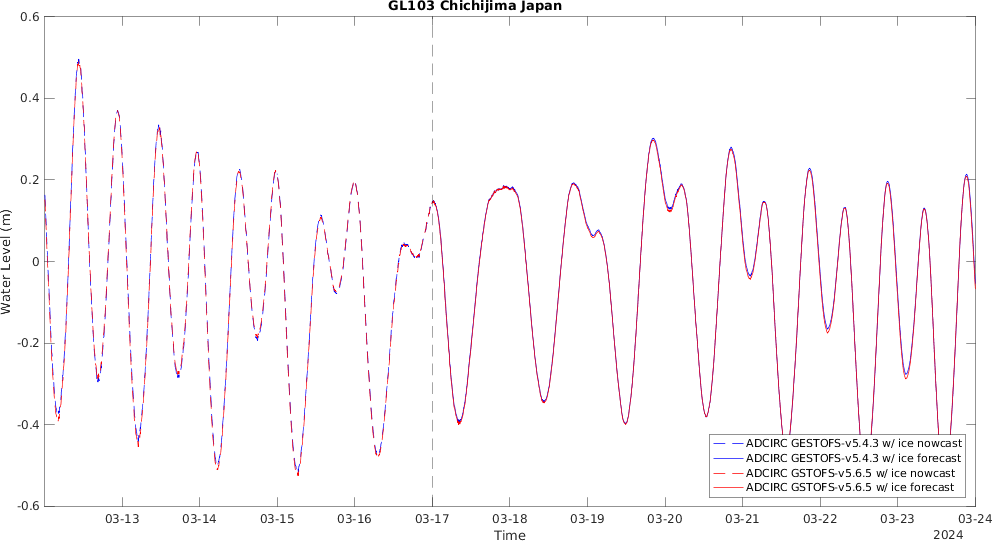 GL103 Chichijima Japan
0.6
0.4
0.2
0
-0.2
-0.4
-0.6
Water Level (m)
ADCIRC GESTOFS-v5.4.3 w/ ice nowcast
ADCIRC GESTOFS-v5.4.3 w/ ice forecast
ADCIRC GSTOFS-v5.6.5 w/ ice nowcast
ADCIRC GSTOFS-v5.6.5 w/ ice forecast
03-13 03-14 03-15 03-16 03-17 03-18 03-19 03-20 03-21 03-22 03-23 03-24
Time
2024